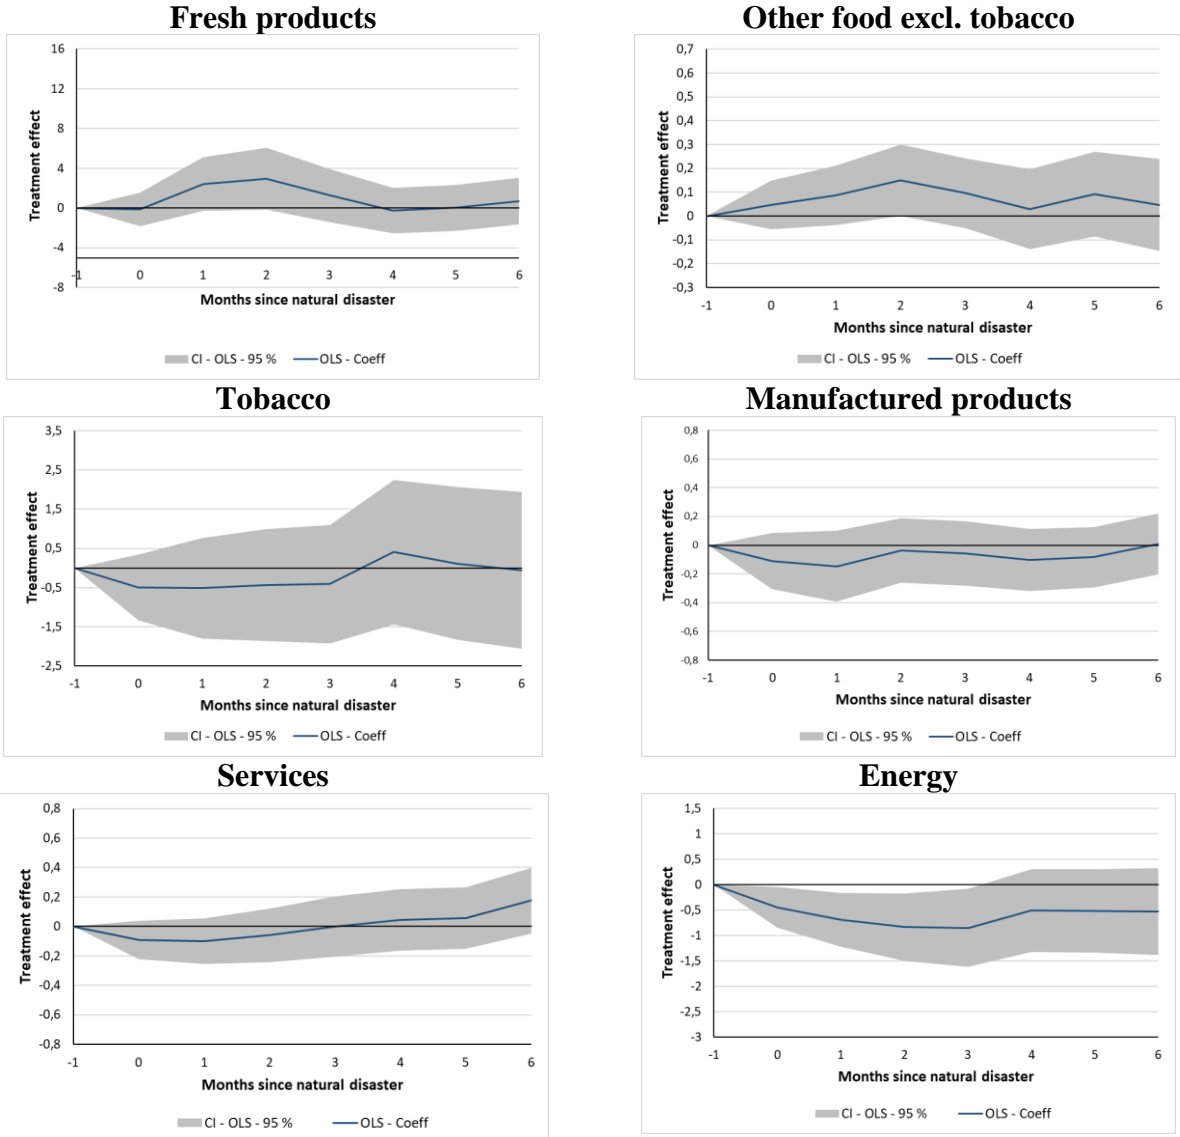 Fresh products
16
12
8
4
0
-4
-8
Treatment effect
-1 0 1 2 3 4 5 6
Months since natural disaster
CI - OLS - 95 % OLS - Coeff
Other food excl. tobacco
0,7
0,6
0,5
0,4
0,3
0,2
0,1
0
-0,1
-0,2
-0,3
Treatment effect
-1 0 1 2 3 4 5 6
Months since natural disaster
CI - OLS - 95 % OLS - Coeff
Tobacco
3,5
2,5
1,5
0,5
-0,5
-1,5
-2,5
Treatment effect
-1 0 1 2 3 4 5 6
Months since natural disaster
CI - OLS - 95 % OLS - Coeff
Manufactured products
0,8
0,6
0,4
0,2
0
-0,2
-0,4
-0,6
-0,8
Treatment effect
-1 0 1 2 3 4 5 6
Months since natural disaster
CI - OLS - 95 % OLS - Coeff
Services
0,8
0,6
0,4
0,2
0
-0,2
-0,4
-0,6
-0,8
Treatment effect
-1 0 1 2 3 4 5 6
Months since natural disaster
CI - OLS - 95 % OLS - Coeff
Energy
1,5
1
0,5
0
-0,5
-1
-1,5
-2
-2,5
-3
Treatment effect
-1 0 1 2 3 4 5 6
Months since natural disaster
CI - OLS - 95 % OLS - Coeff